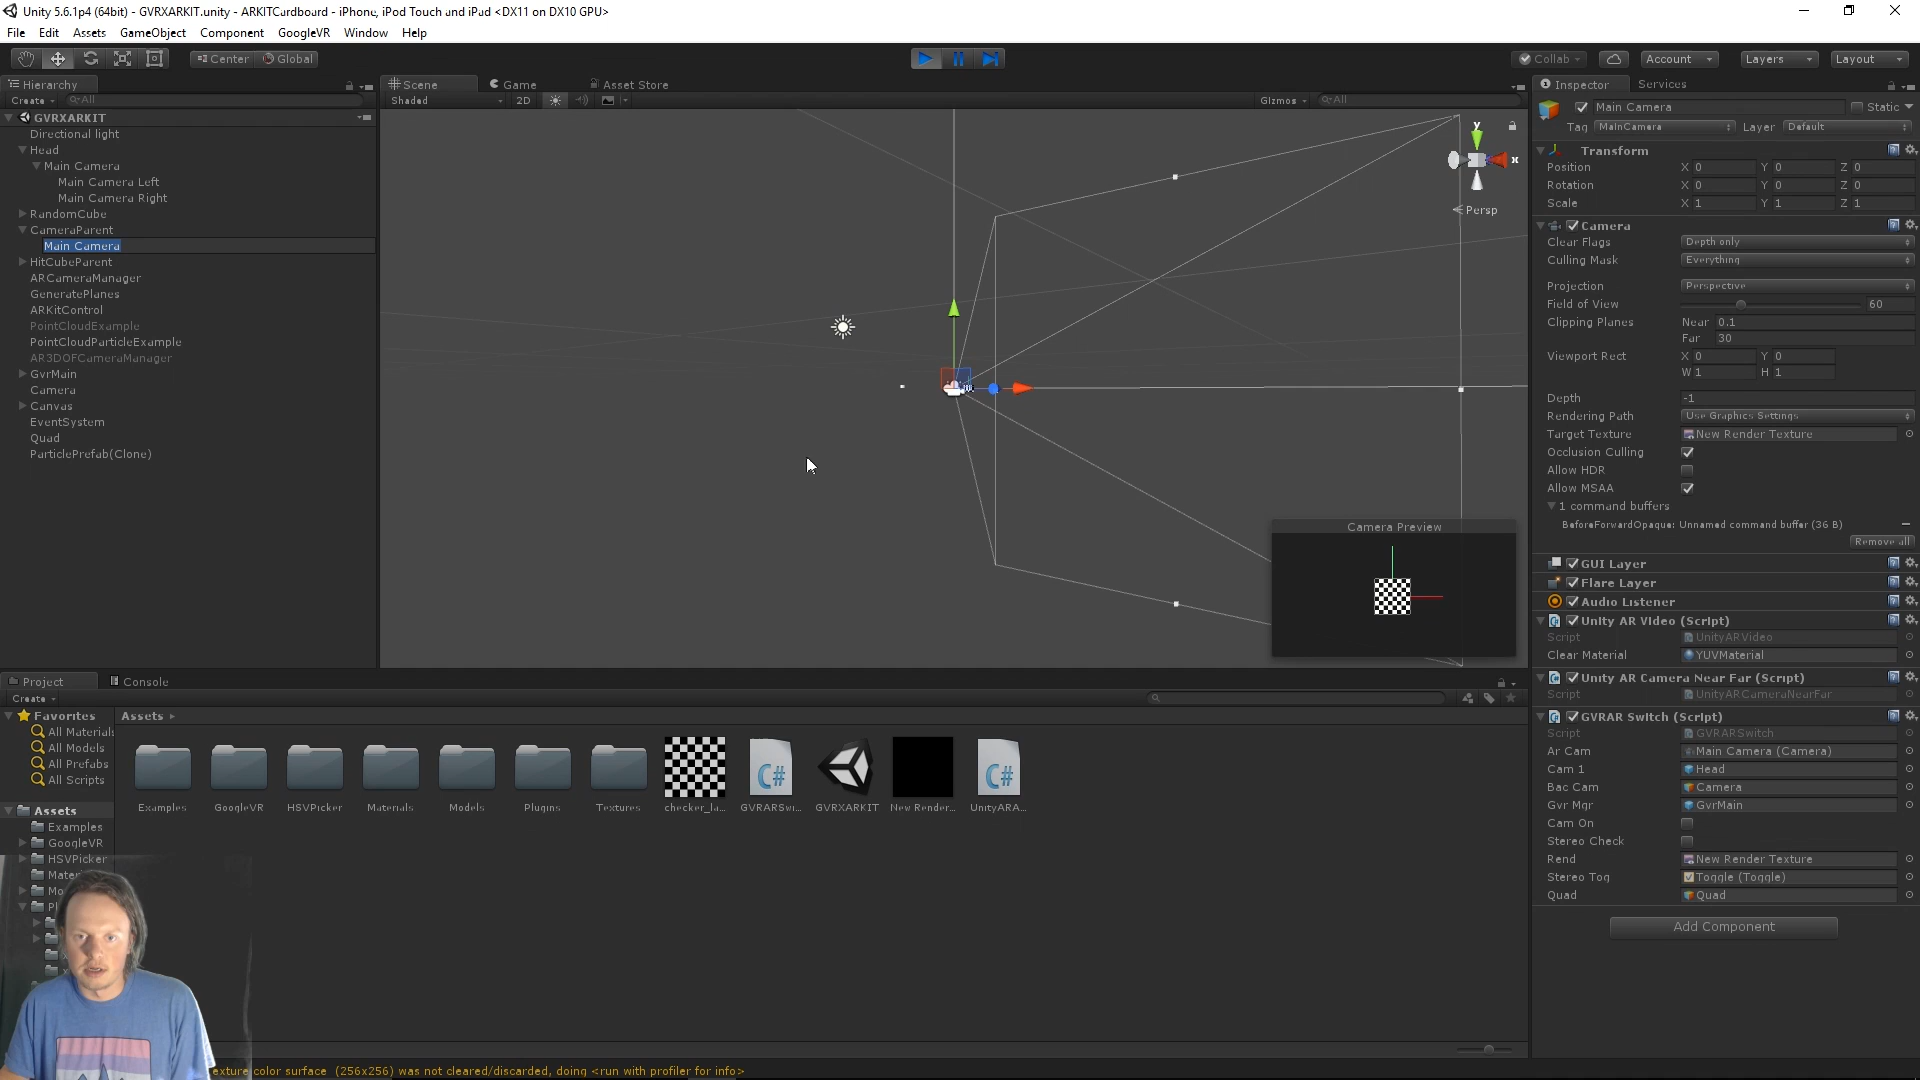 Unity 5.6.1p4 (64bit) - GVRXARKIT.unity - ARKITCardboard - iPhone, iPod Touch and iPad <DX11 on DX10 GPU>
File Edit Assets GameObject Component GoogleVR Window Help
Center Global Collab Account Layers Layout
Hierarchy
Create All
GVRXARKIT
Directional light
Head
Main Camera
Main Camera Left
Main Camera Right
RandomCube
CameraParent
Main Camera
HitCubeParent
ARCameraManager
GeneratePlanes
ARKitControl
PointCloudExample
PointCloudParticleExample
AR3DOFCameraManager
GvrMain
Camera
Canvas
EventSystem
Quad
ParticlePrefab(Clone)
Scene Game Asset Store
Shaded 2D Gizmos All
y
x
Persp
Camera Preview
Inspector Services
Main Camera Static
Tag MainCamera Layer Default
Transform
Position X 0 Y 0 Z 0
Rotation X 0 Y 0 Z 0
Scale X 1 Y 1 Z 1
Camera
Clear Flags Depth only
Culling Mask Everything
Projection Perspective
Field of View 60
Clipping Planes Near 0.1
Far 30
Viewport Rect X 0 Y 0
W 1 H 1
Depth -1
Rendering Path Use Graphics Settings
Target Texture New Render Texture
Occlusion Culling
Allow HDR
Allow MSAA
1 command buffers
BeforeForwardOpaque: Unnamed command buffer (36 B)
Remove all
GUI Layer
Flare Layer
Audio Listener
Unity AR Video (Script)
Script UnityARVideo
Clear Material YUVMaterial
Unity AR Camera Near Far (Script)
Script UnityARCameraNearFar
GVRAR Switch (Script)
Script GVRARSwitch
Ar Cam Main Camera (Camera)
Cam 1 Head
Bac Cam Camera
Gvr Mgr GvrMain
Cam On
Stereo Check
Rend New Render Texture
Stereo Tog Toggle (Toggle)
Quad Quad
Add Component
Project Console
Create
Favorites
All Materials
All Models
All Prefabs
All Scripts
Assets
Examples
GoogleVR
HSVPicker
Mater
Mo
Pl
Assets
Examples GoogleVR HSVPicker Materials Models Plugins Textures checker_la... GVRARSwi... GVRXARKIT New Render... UnityARA...
exture color surface (256x256) was not cleared/discarded, doing <run with profiler for info>